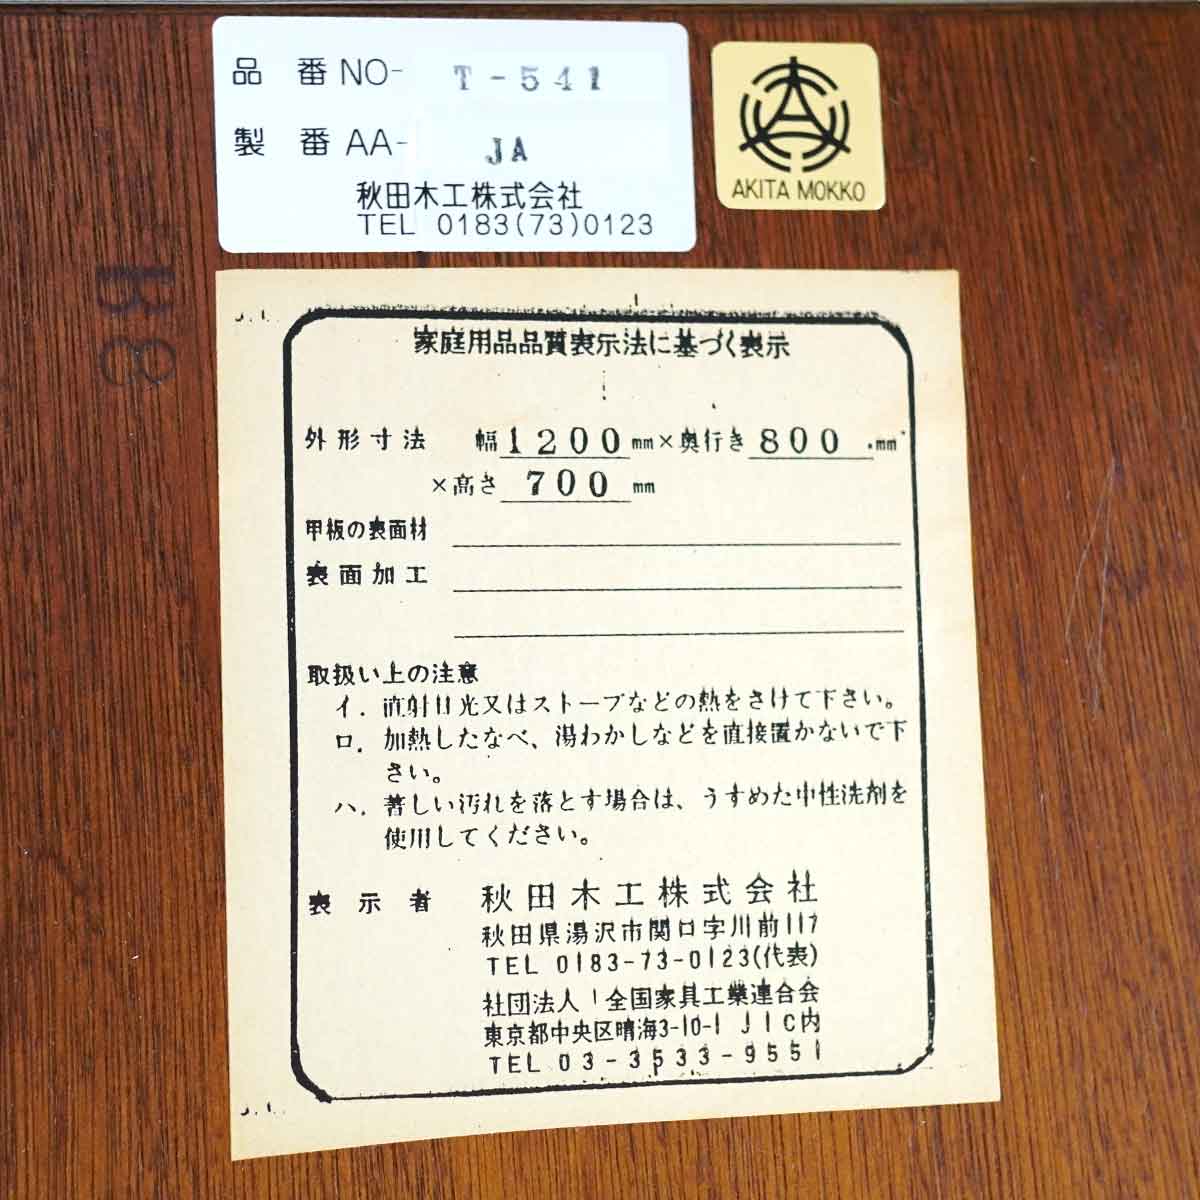 品 番 NO- T-541
製 番 AA- JA
秋田木工株式会社
TEL 0183(73)0123
AKITA MOKKO
家庭用品品質表示法に基づく表示
外形寸法 幅1200mm×奥行き800mm
×高さ700mm
甲板の表面材
表面加工
取扱い上の注意
イ. 直射日光又はストーブなどの熱をさけて下さい。
ロ. 加熱したなべ、湯わかしなどを直接置かないで下
さい。
ハ. 著しい汚れを落とす場合は、うすめた中性洗剤を
使用してください。
表示者 秋田木工株式会社
秋田県湯沢市関口字川前117
TEL 0183-73-0123(代表)
社団法人 全国家具工業連合会
東京都中央区晴海3-10-1 JIC内
TEL 03-3533-9551